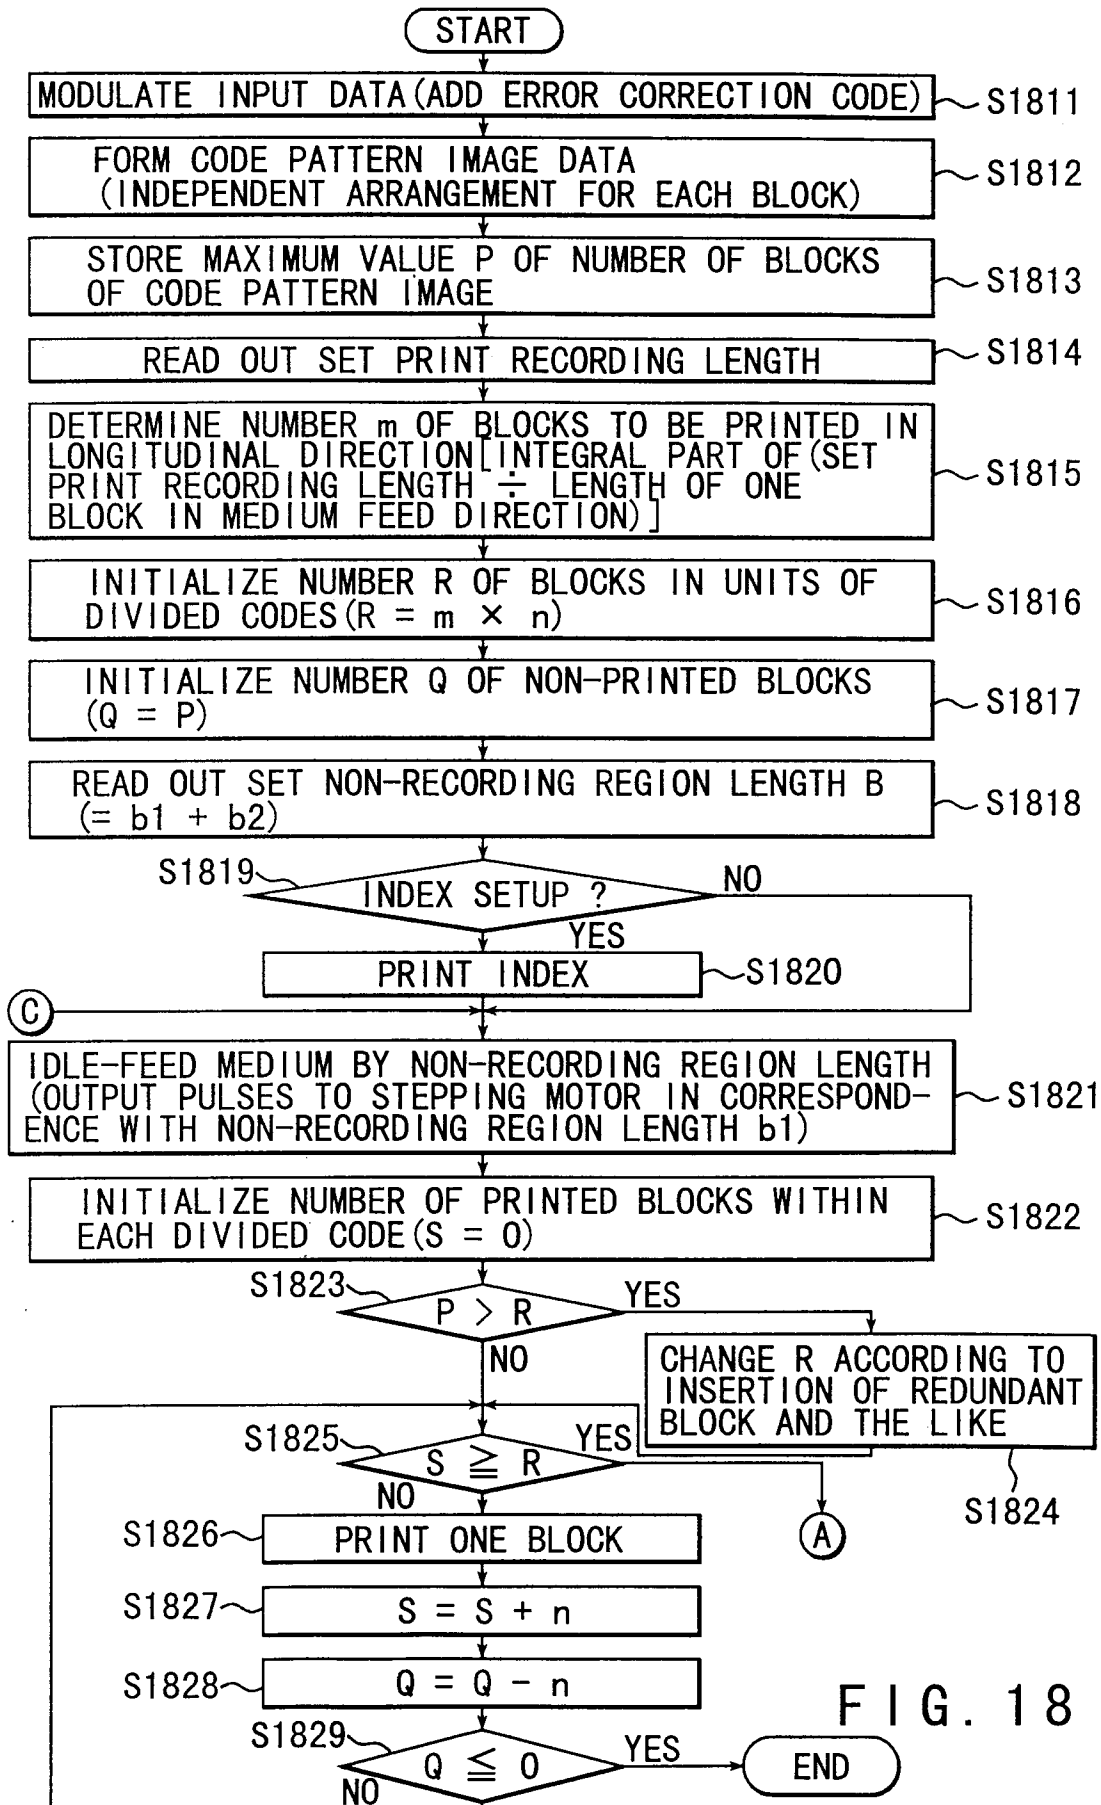 START
MODULATE INPUT DATA(ADD ERROR CORRECTION CODE)
S1811
FORM CODE PATTERN IMAGE DATA
(INDEPENDENT ARRANGEMENT FOR EACH BLOCK)
S1812
STORE MAXIMUM VALUE P OF NUMBER OF BLOCKS
OF CODE PATTERN IMAGE
S1813
READ OUT SET PRINT RECORDING LENGTH
S1814
DETERMINE NUMBER m OF BLOCKS TO BE PRINTED IN
LONGITUDINAL DIRECTION[INTEGRAL PART OF(SET
PRINT RECORDING LENGTH ÷ LENGTH OF ONE
BLOCK IN MEDIUM FEED DIRECTION)]
S1815
INITIALIZE NUMBER R OF BLOCKS IN UNITS OF
DIVIDED CODES(R = m × n)
S1816
INITIALIZE NUMBER Q OF NON-PRINTED BLOCKS
(Q = P)
S1817
READ OUT SET NON-RECORDING REGION LENGTH B
(= b1 + b2)
S1818
S1819
INDEX SETUP ?
NO
YES
PRINT INDEX
S1820
C
IDLE-FEED MEDIUM BY NON-RECORDING REGION LENGTH
(OUTPUT PULSES TO STEPPING MOTOR IN CORRESPOND-
ENCE WITH NON-RECORDING REGION LENGTH b1)
S1821
INITIALIZE NUMBER OF PRINTED BLOCKS WITHIN
EACH DIVIDED CODE(S = 0)
S1822
S1823
P > R
YES
NO
CHANGE R ACCORDING TO
INSERTION OF REDUNDANT
BLOCK AND THE LIKE
S1824
S1825
S ≧ R
YES
NO
A
S1826
PRINT ONE BLOCK
S1827
S = S + n
S1828
Q = Q - n
FIG. 18
S1829
Q ≦ 0
YES
NO
END